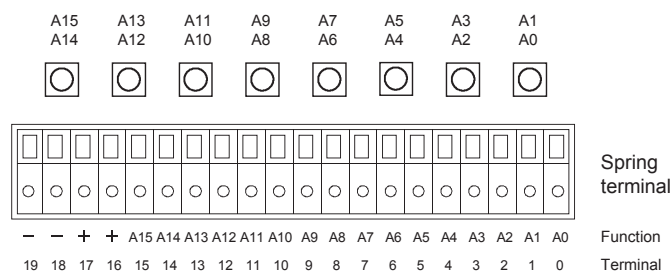 A15 A13 A11 A9 A7 A5 A3 A1
A14 A12 A10 A8 A6 A4 A2 A0
Spring
terminal
− − + + A15 A14 A13 A12 A11 A10 A9 A8 A7 A6 A5 A4 A3 A2 A1 A0 Function
19 18 17 16 15 14 13 12 11 10 9 8 7 6 5 4 3 2 1 0 Terminal